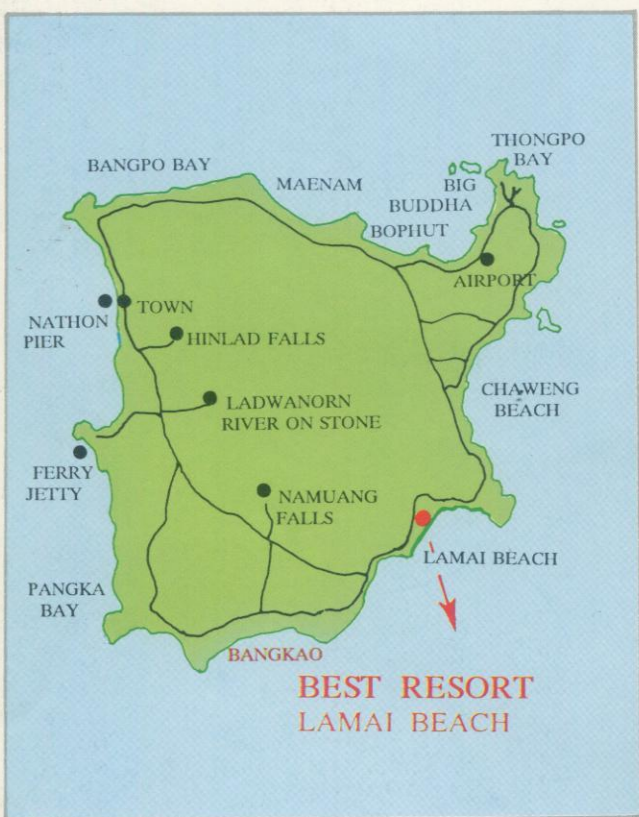 THONGPO
BAY
BANGPO BAY
MAENAM
BIG
BUDDHA
BOPHUT
AIRPORT
TOWN
NATHON
PIER
HINLAD FALLS
CHAWENG
BEACH
LADWANORN
RIVER ON STONE
FERRY
JETTY
NAMUANG
FALLS
LAMAI BEACH
PANGKA
BAY
BANGKAO
BEST RESORT
LAMAI BEACH